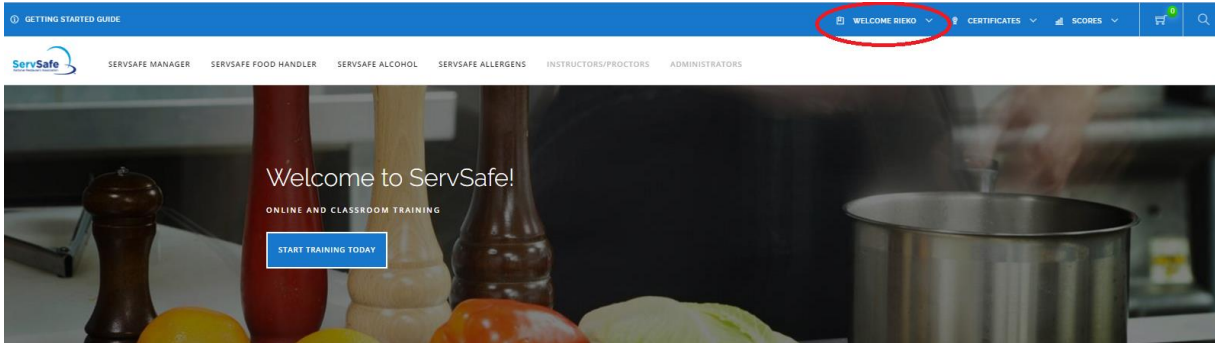 GETTING STARTED GUIDE
WELCOME RIEKO
CERTIFICATES
SCORES
0
ServSafe
SERVSAFE MANAGER
SERVSAFE FOOD HANDLER
SERVSAFE ALCOHOL
SERVSAFE ALLERGENS
INSTRUCTORS/PROCTORS
ADMINISTRATORS
Welcome to ServSafe!
ONLINE AND CLASSROOM TRAINING
START TRAINING TODAY